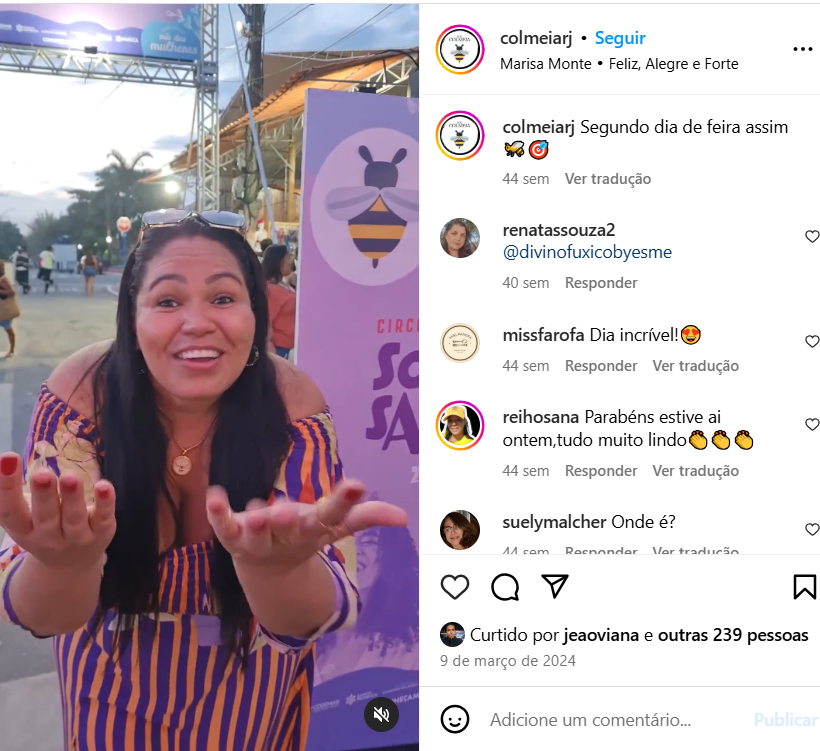 dia das
mulheres
CIRC
SO
SA
2
colmeiarj • Seguir
Marisa Monte • Feliz, Alegre e Forte
COLMEIA
colmeiarj Segundo dia de feira assim
🐝🎯
44 sem Ver tradução
renatassouza2
@divinofuxicobyesme
40 sem Responder
missfarofa Dia incrível!😍
44 sem Responder Ver tradução
reihosana Parabéns estive ai
ontem,tudo muito lindo👏👏👏
44 sem Responder Ver tradução
suelymalcher Onde é?
44 sem Responder Ver tradução
Curtido por jeaoviana e outras 239 pessoas
9 de março de 2024
Adicione um comentário...
Publicar